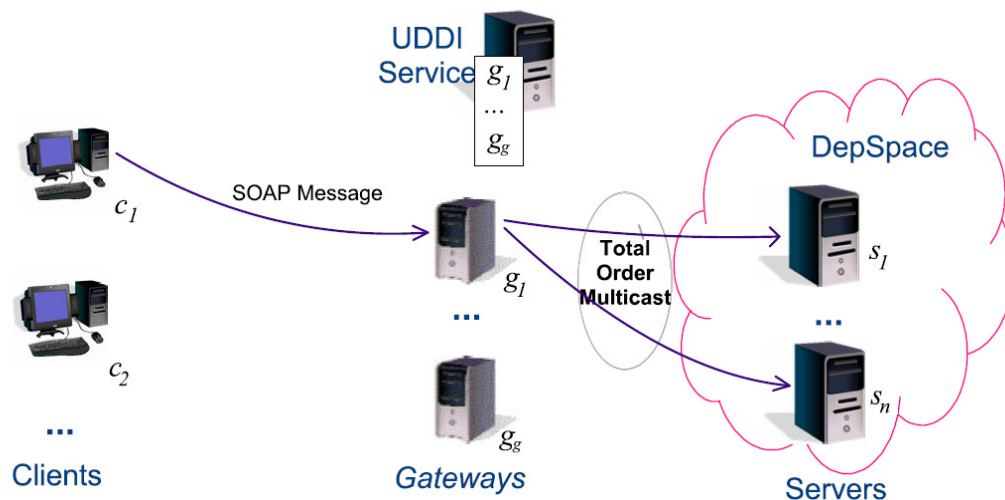 UDDI
Service
g1
...
gg
DepSpace
SOAP Message
c1
Total
Order
Multicast
s1
g1
...
...
c2
sn
gg
...
Clients
Gateways
Servers